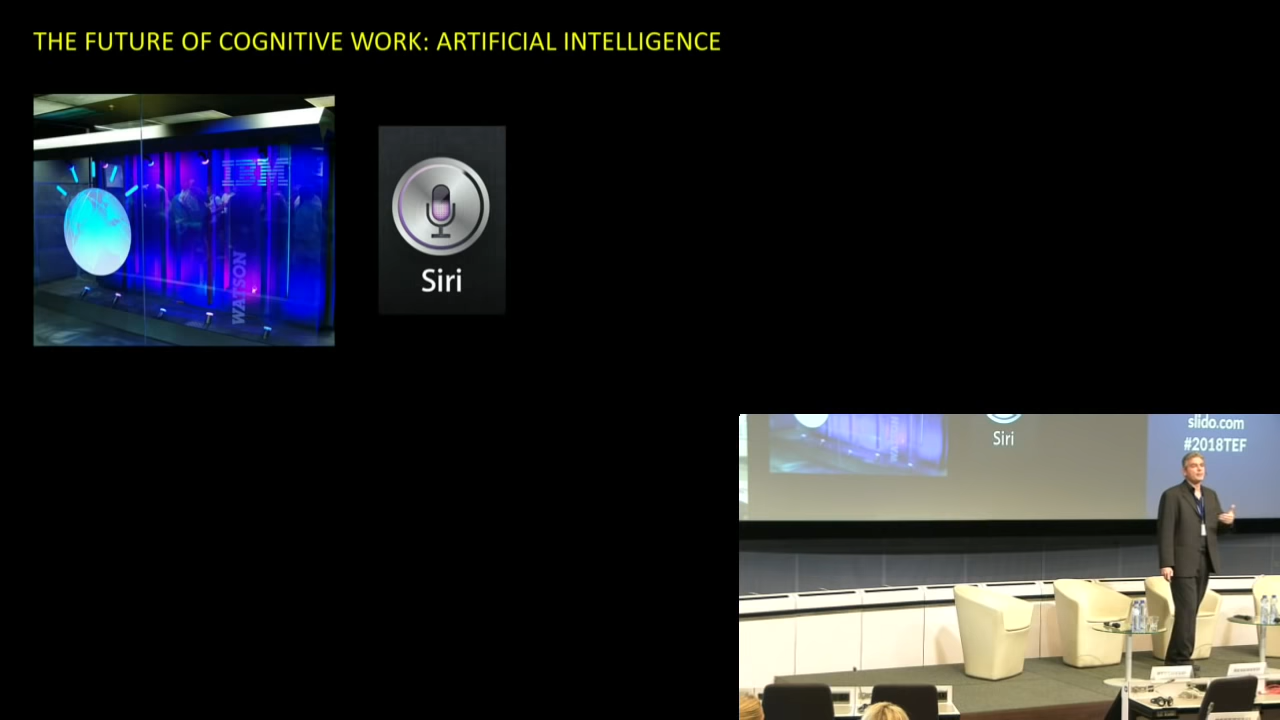 THE FUTURE OF COGNITIVE WORK: ARTIFICIAL INTELLIGENCE
IBM
WATSON
Siri
slido.com
#2018TEF
Siri